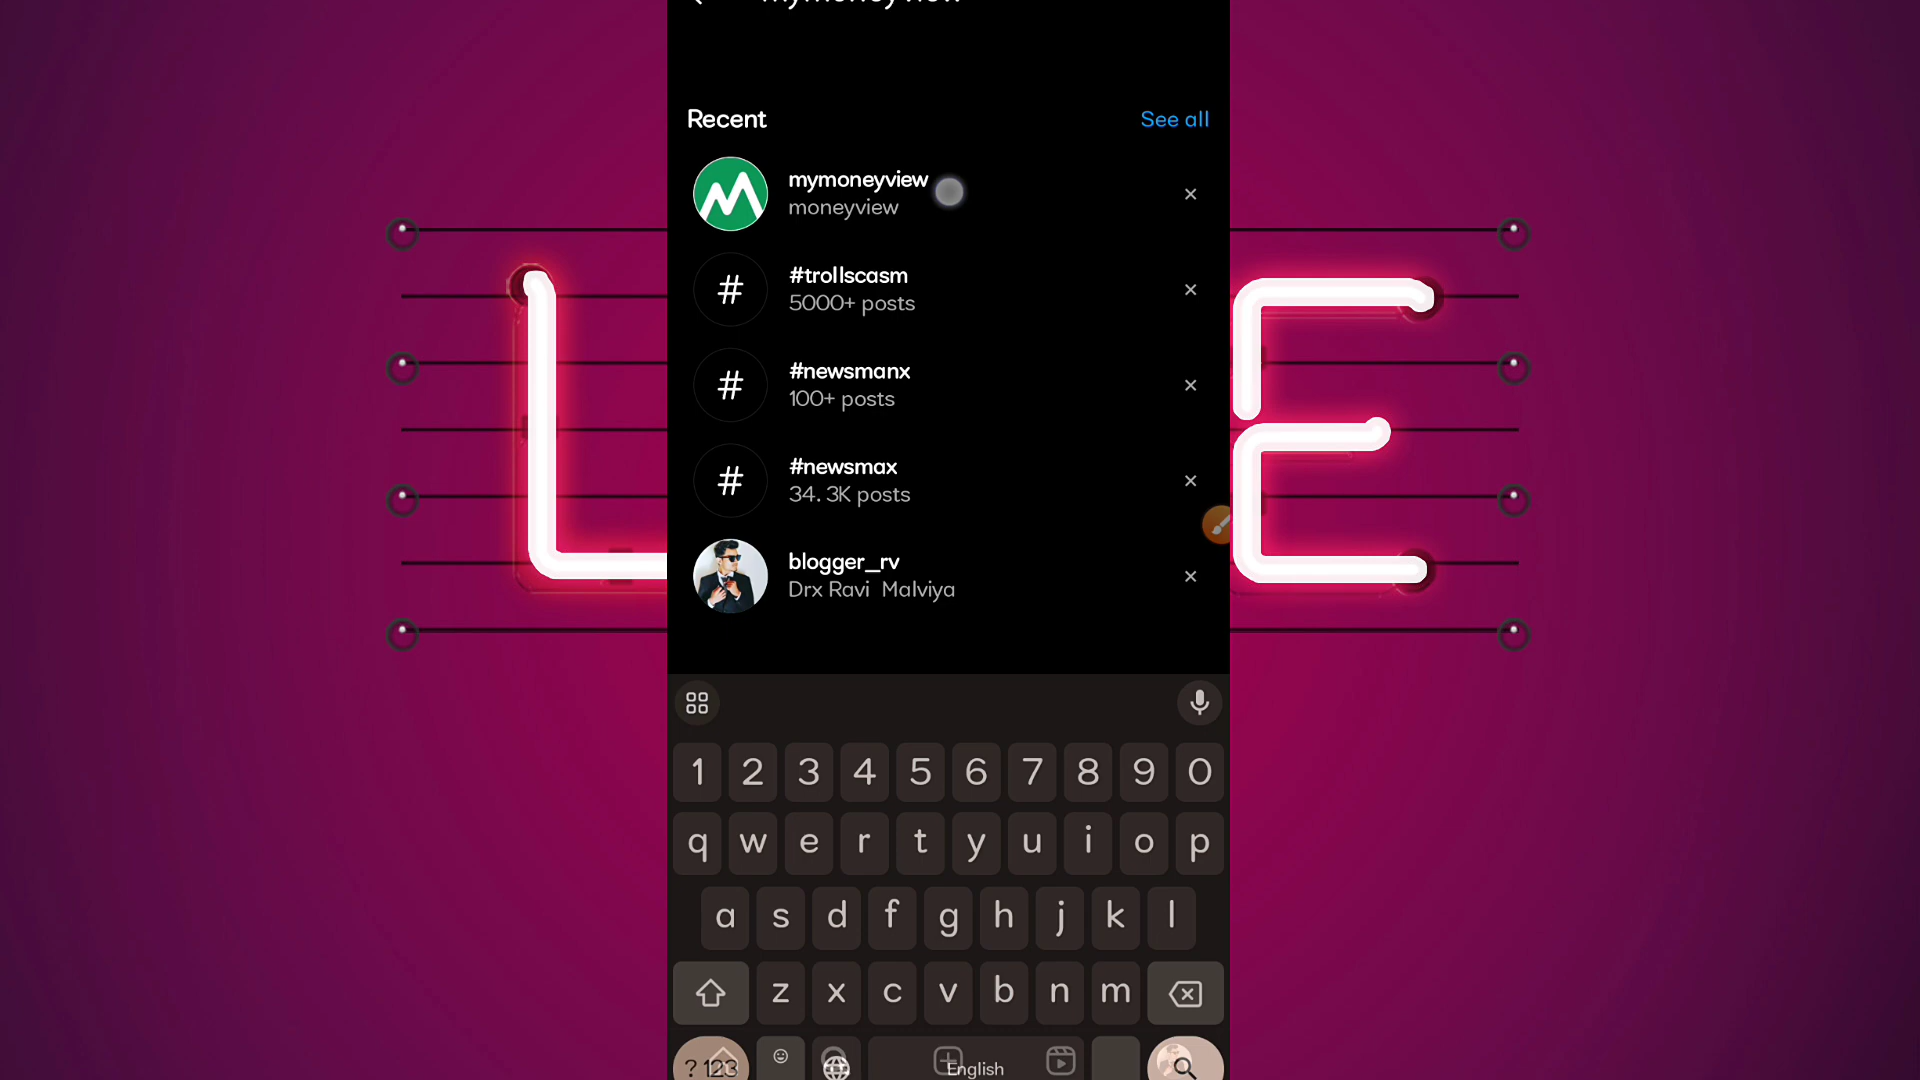 mymoneyview
Recent
See all
mymoneyview
moneyview
#trollscasm
5000+ posts
#newsmanx
100+ posts
#newsmax
34. 3K posts
blogger_rv
Drx Ravi Malviya
1 2 3 4 5 6 7 8 9 0
q w e r t y u i o p
a s d f g h j k l
z x c v b n m
?123
English
L
E